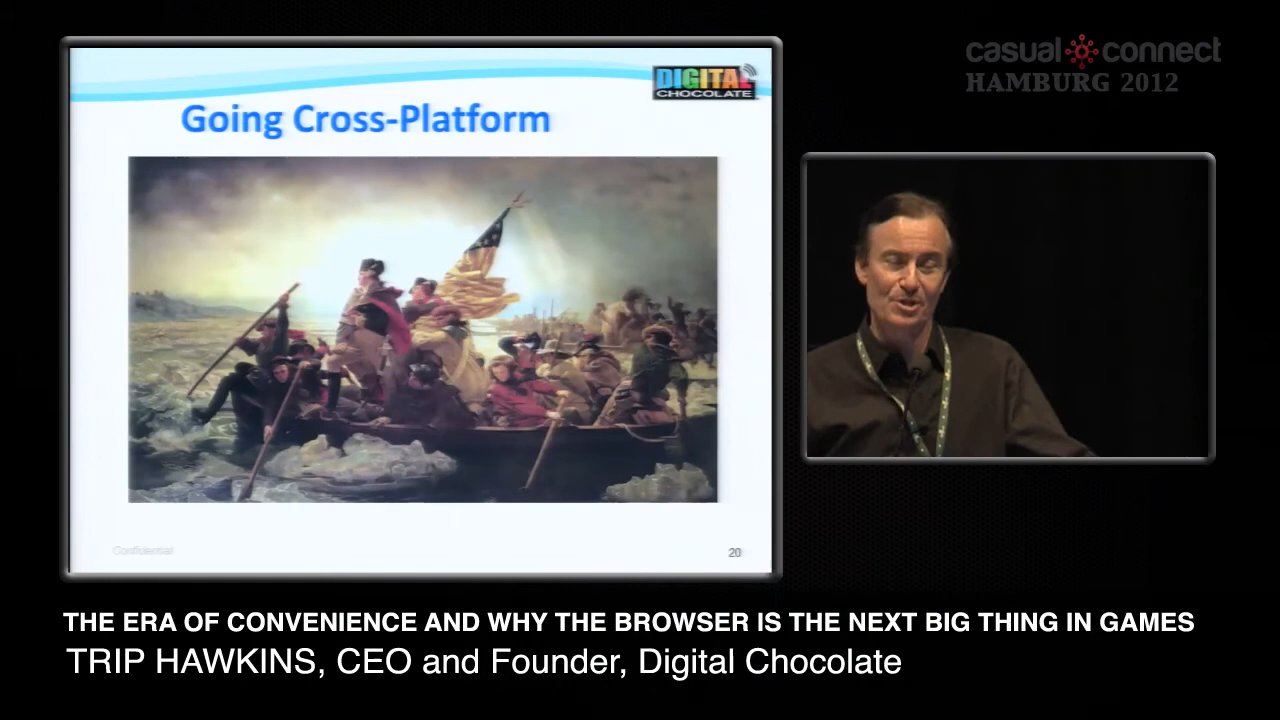 casual connect
HAMBURG 2012
DIGITAL
CHOCOLATE
Going Cross-Platform
Confidential
20
THE ERA OF CONVENIENCE AND WHY THE BROWSER IS THE NEXT BIG THING IN GAMES
TRIP HAWKINS, CEO and Founder, Digital Chocolate